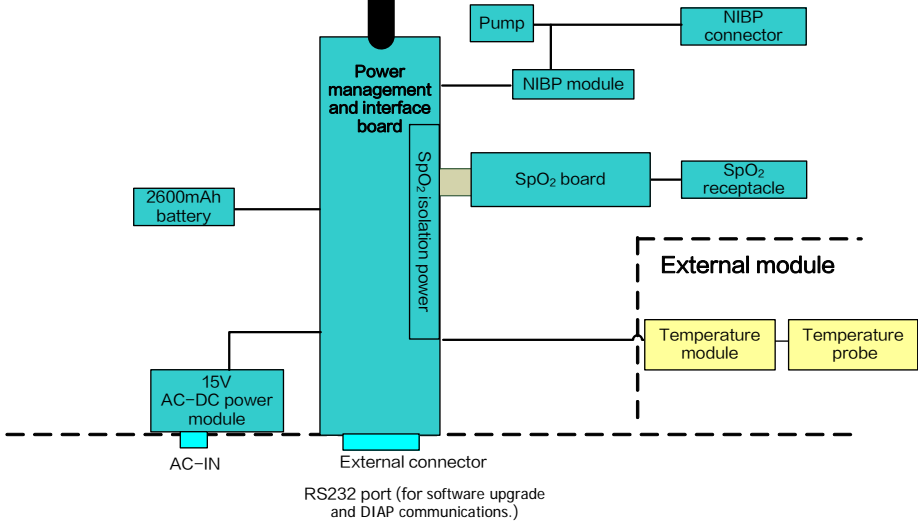 Pump
NIBP
connector
Power
management
and interface
board
NIBP module
SpO₂ isolation power
SpO₂ board
SpO₂
receptacle
2600mAh
battery
External module
Temperature
module
Temperature
probe
15V
AC-DC power
module
AC-IN
External connector
RS232 port (for software upgrade
and DIAP communications.)